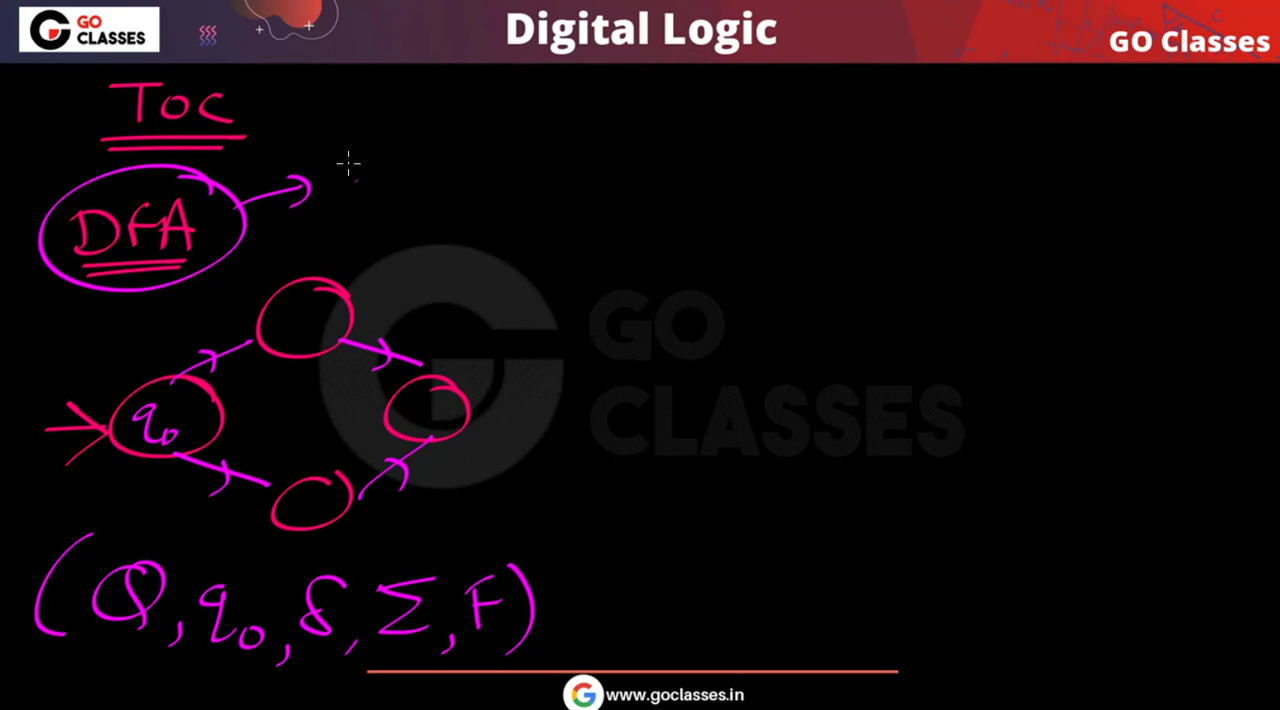 GO
CLASSES
Digital Logic
GO Classes
TOC
DFA
GO
CLASSES
q₀
(Q, q₀, δ, Σ, F)
www.goclasses.in